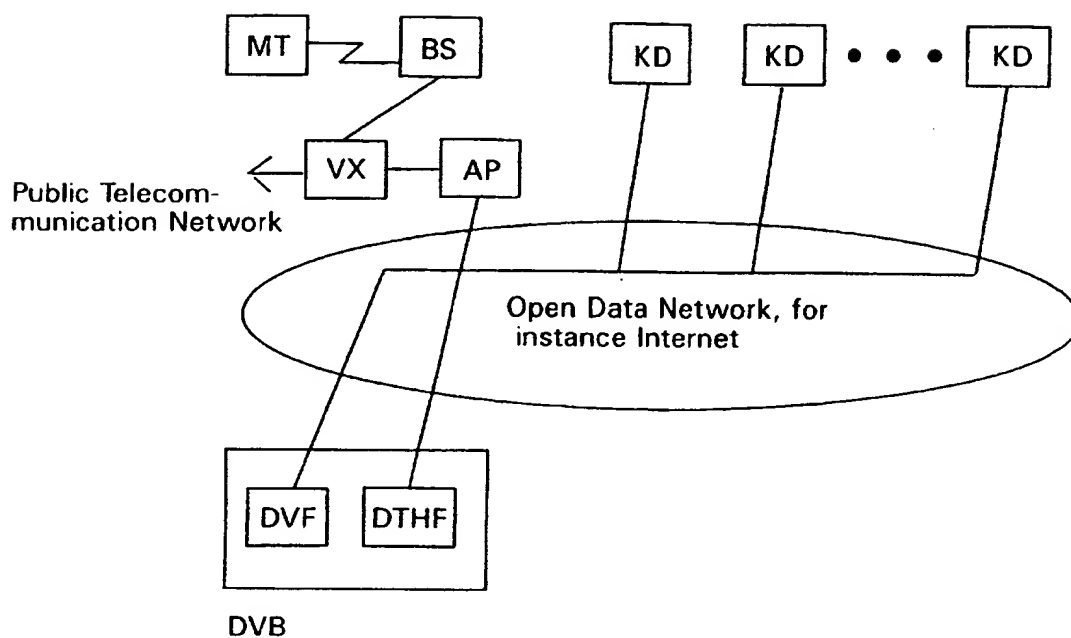 MT
BS
KD
KD
KD
VX
AP
Public Telecom-
munication Network
Open Data Network, for
instance Internet
DVF
DTHF
DVB